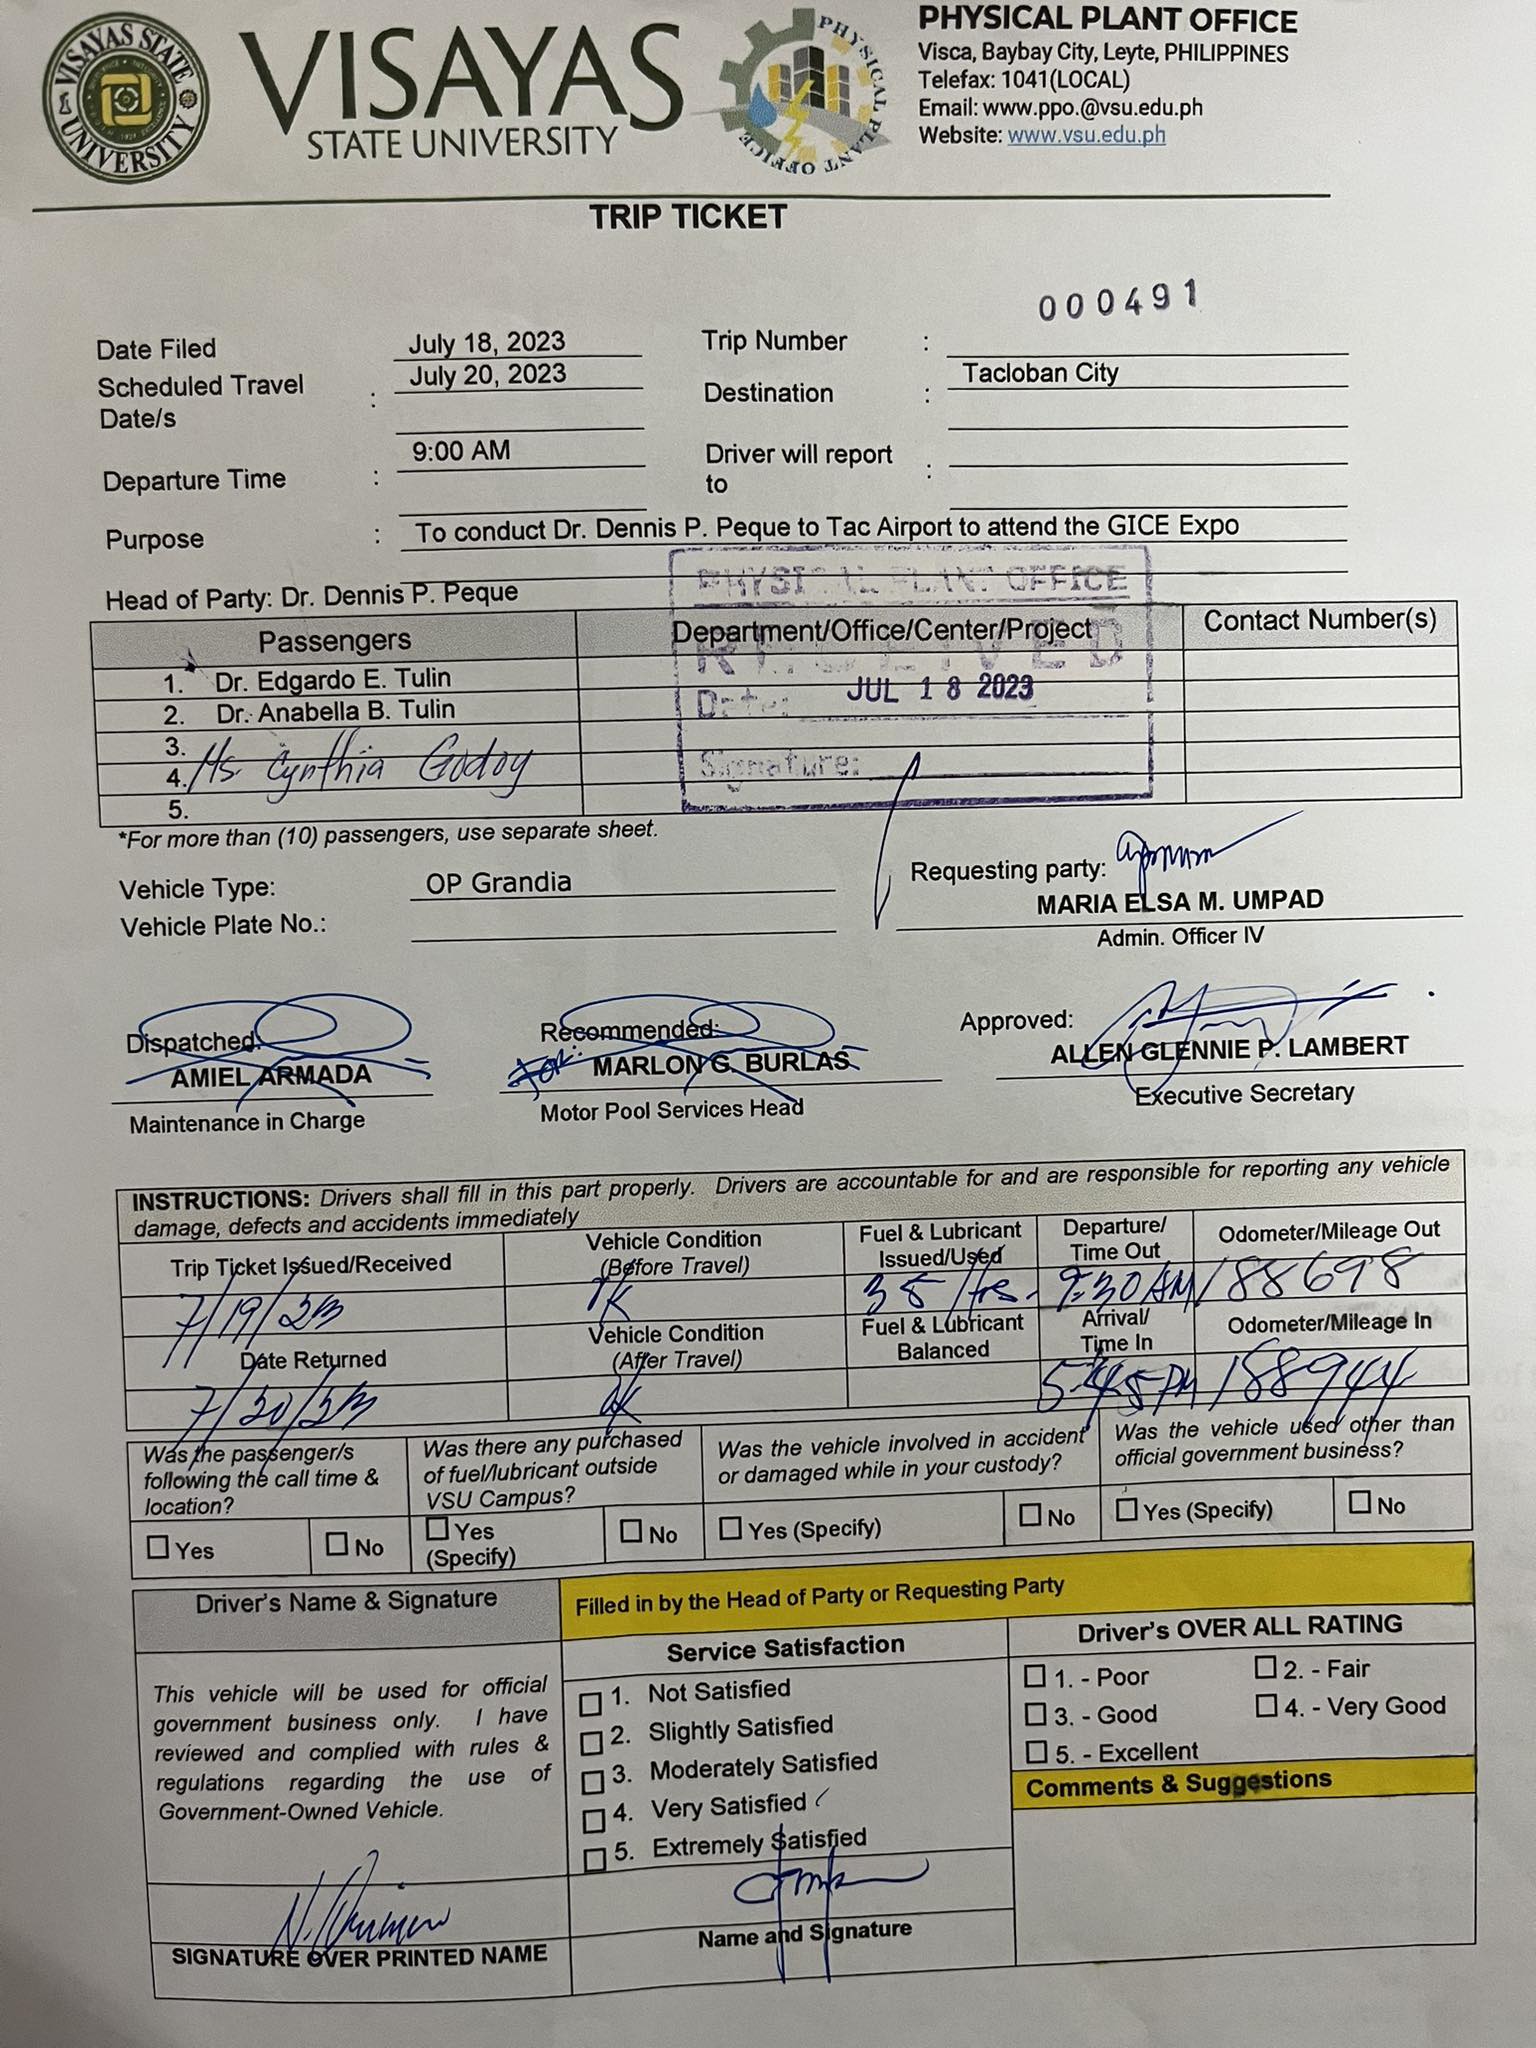 VISAYAS STATE UNIVERSITY
VISAYAS
STATE UNIVERSITY
PHYSICAL PLANT OFFICE
PHYSICAL PLANT OFFICE
Visca, Baybay City, Leyte, PHILIPPINES
Telefax: 1041(LOCAL)
Email: www.ppo.@vsu.edu.ph
Website: www.vsu.edu.ph
TRIP TICKET
000491
Date Filed July 18, 2023 Trip Number :
Scheduled Travel Date/s : July 20, 2023 Destination : Tacloban City
Departure Time : 9:00 AM Driver will report to :
Purpose : To conduct Dr. Dennis P. Peque to Tac Airport to attend the GICE Expo
Head of Party: Dr. Dennis P. Peque
PHYSICAL PLANT OFFICE
RECEIVED
Date: JUL 18 2023
Signature:
Passengers Department/Office/Center/Project Contact Number(s)
1. Dr. Edgardo E. Tulin
2. Dr. Anabella B. Tulin
3.
4. Ms. Cynthia Godoy
5.
*For more than (10) passengers, use separate sheet.
Vehicle Type: OP Grandia
Vehicle Plate No.:
Requesting party:
MARIA ELSA M. UMPAD
Admin. Officer IV
Dispatched: Recommended: Approved:
AMIEL ARMADA For: MARLON G. BURLAS ALLEN GLENNIE P. LAMBERT
Maintenance in Charge Motor Pool Services Head Executive Secretary
INSTRUCTIONS: Drivers shall fill in this part properly. Drivers are accountable for and are responsible for reporting any vehicle
damage, defects and accidents immediately
Trip Ticket Issued/Received Vehicle Condition (Before Travel) Fuel & Lubricant Issued/Used Departure/ Time Out Odometer/Mileage Out
7/19/23 35 ltrs. 9:30 AM 188698
Date Returned Vehicle Condition (After Travel) Fuel & Lubricant Balanced Arrival/ Time In Odometer/Mileage In
7/20/23 ok 5:45 PM 188944
Was the passenger/s following the call time & location? Was there any purchased of fuel/lubricant outside VSU Campus? Was the vehicle involved in accident or damaged while in your custody? Was the vehicle used other than official government business?
Yes No Yes (Specify) No Yes (Specify) No Yes (Specify) No
Driver's Name & Signature
Filled in by the Head of Party or Requesting Party
Service Satisfaction
Driver's OVER ALL RATING
This vehicle will be used for official
government business only. I have
reviewed and complied with rules &
regulations regarding the use of
Government-Owned Vehicle.
1. Not Satisfied
2. Slightly Satisfied
3. Moderately Satisfied
4. Very Satisfied
5. Extremely Satisfied
1. - Poor 2. - Fair
3. - Good 4. - Very Good
5. - Excellent
Comments & Suggestions
SIGNATURE OVER PRINTED NAME
Name and Signature